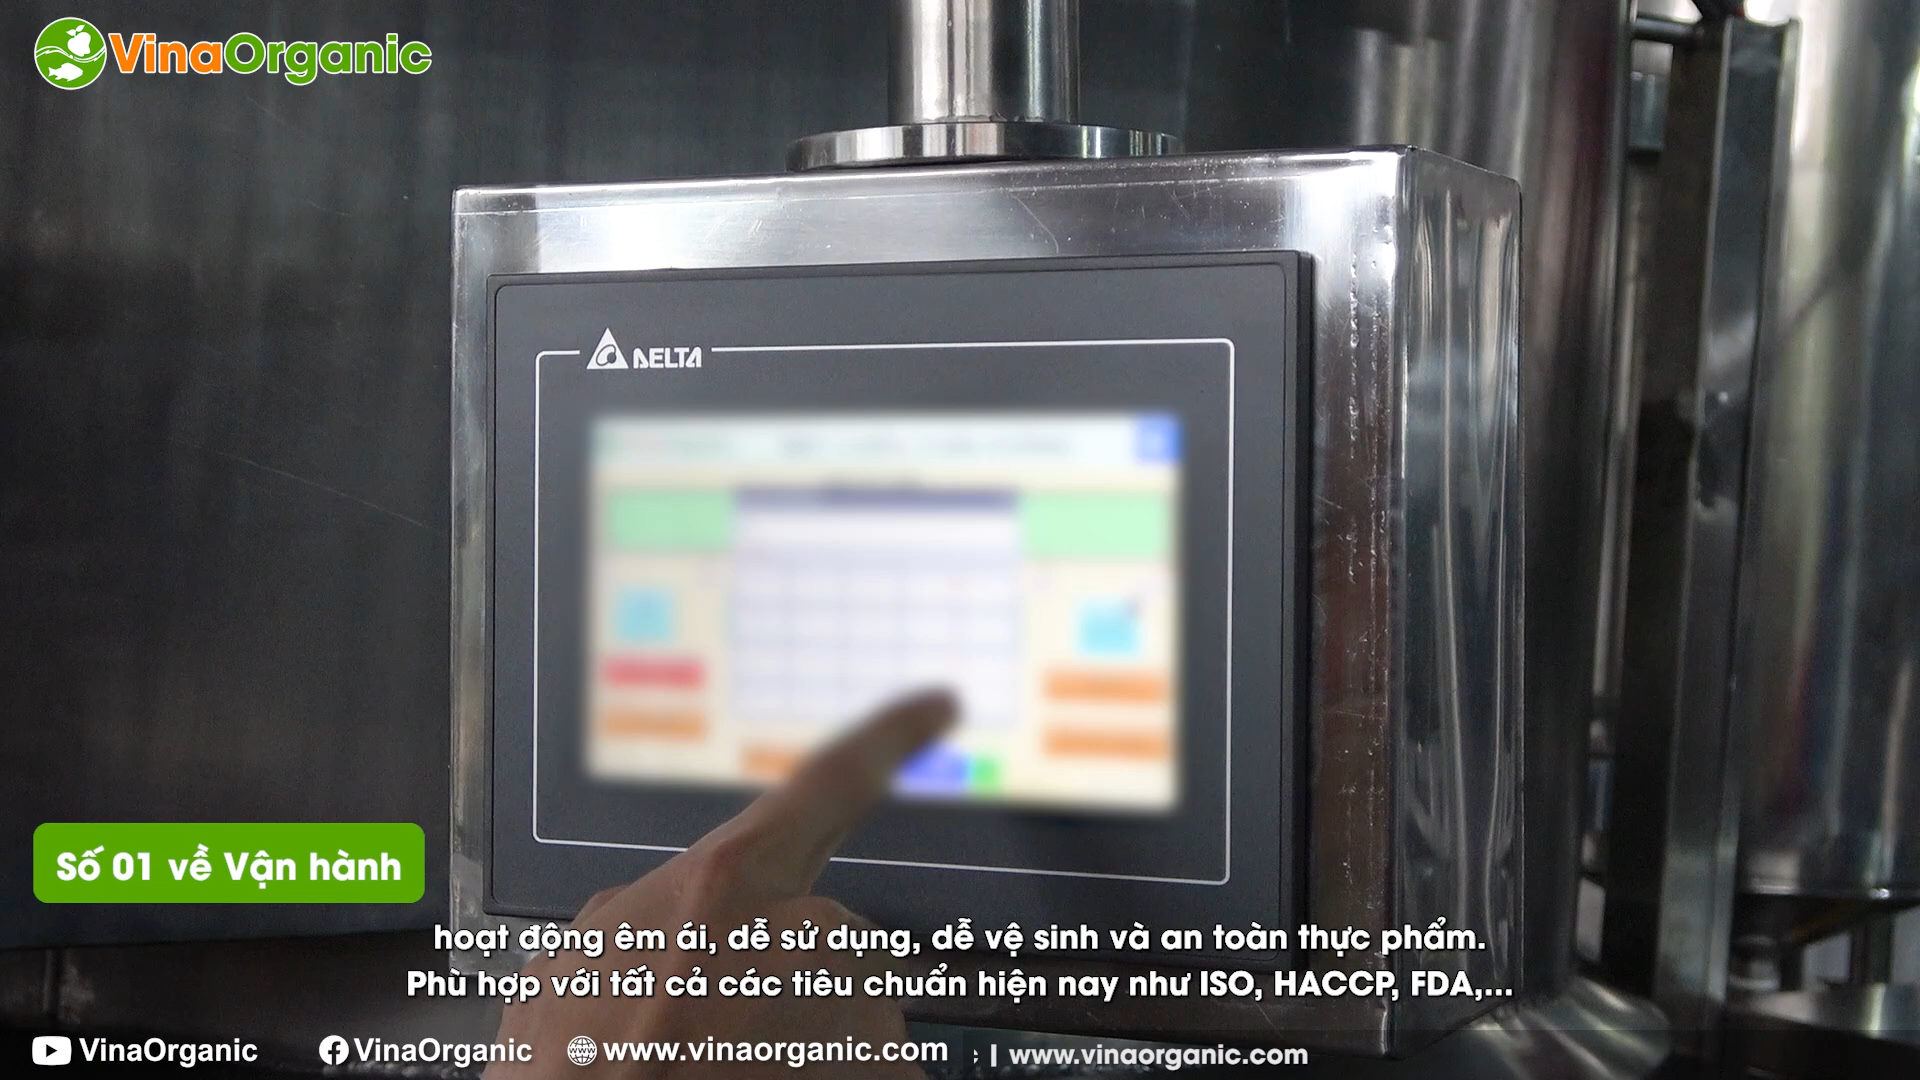 VinaOrganic
DELTA
Số 01 về Vận hành
hoạt động êm ái, dễ sử dụng, dễ vệ sinh và an toàn thực phẩm.
Phù hợp với tất cả các tiêu chuẩn hiện nay như ISO, HACCP, FDA,...
VinaOrganic VinaOrganic www.vinaorganic.com | www.vinaorganic.com